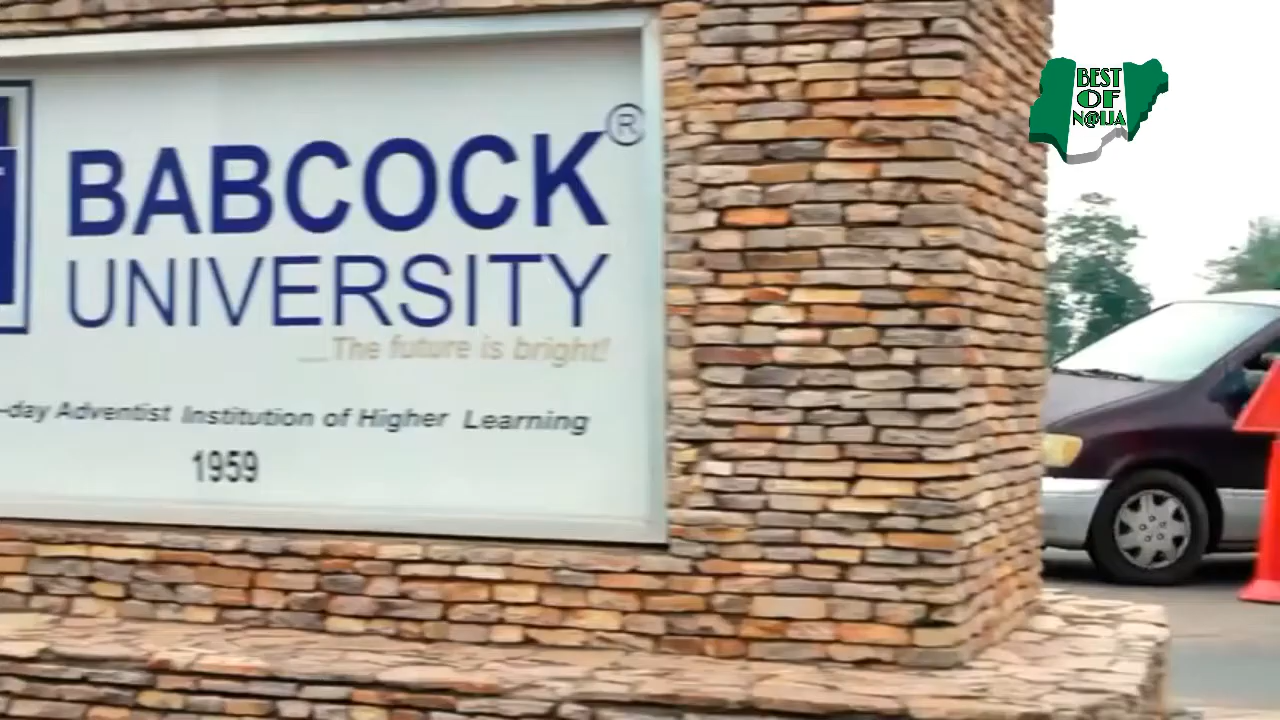 BABCOCK®
UNIVERSITY
...The future is bright!
-day Adventist Institution of Higher Learning
1959
BEST
OF
N@IJA